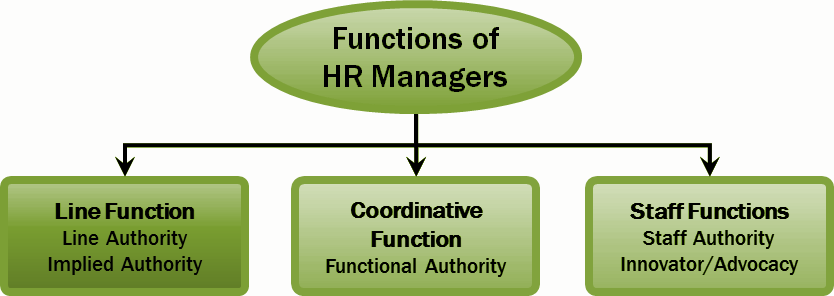 Functions of
HR Managers
Line Function
Line Authority
Implied Authority
Coordinative
Function
Functional Authority
Staff Functions
Staff Authority
Innovator/Advocacy